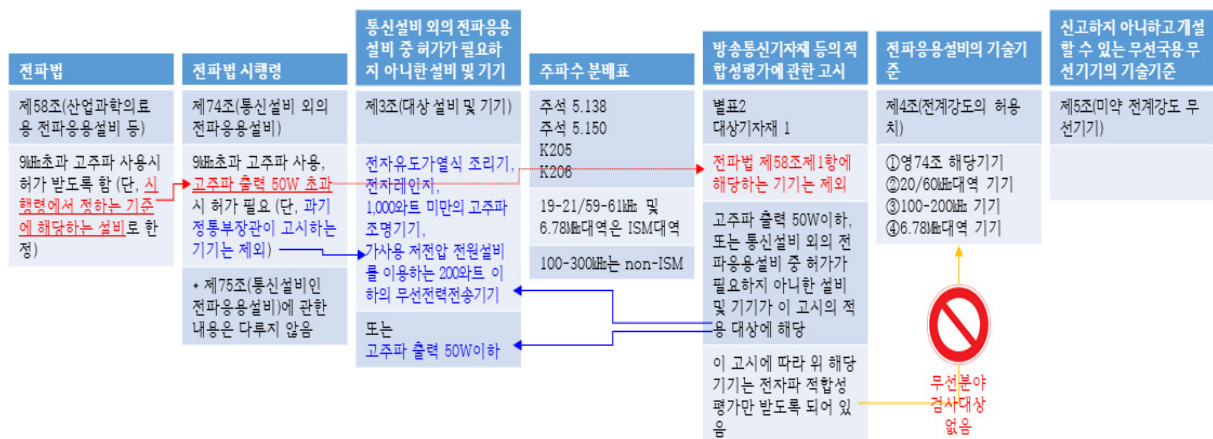 전파법
제58조(산업과학의료
용 전파응용설비 등)
9㎑초과 고주파 사용시
허가 받도록 함 (단, 시
행령에서 정하는 기준
에 해당하는 설비로 한
정)
전파법 시행령
제74조(통신설비 외의
전파응용설비)
9㎑초과 고주파 사용,
고주파 출력 50W 초과
시 허가 필요 (단, 과기
정통부장관이 고시하는
기기는 제외)
* 제75조(통신설비인
전파응용설비)에 관한
내용은 다루지 않음
통신설비 외의 전파응용
설비 중 허가가 필요하
지 아니한 설비 및 기기
제3조(대상 설비 및 기기)
전자유도가열식 조리기,
전자레인지,
1,000와트 미만의 고주파
조명기기,
가사용 저전압 전원설비
를 이용하는 200와트 이
하의 무선전력전송기기
또는
고주파 출력 50W이하
주파수 분배표
주석 5.138
주석 5.150
K205
K206
19-21/59-61㎑ 및
6.78㎒대역은 ISM대역
100-300㎑는 non-ISM
방송통신기자재 등의 적
합성평가에 관한 고시
별표2
대상기자재 1
전파법 제58조제1항에
해당하는 기기는 제외
고주파 출력 50W이하,
또는 통신설비 외의 전
파응용설비 중 허가가
필요하지 아니한 설비
및 기기가 이 고시의 적
용 대상에 해당
이 고시에 따라 위 해당
기기는 전자파 적합성
평가만 받도록 되어 있
음
전파응용설비의 기술기
준
제4조(전계강도의 허용
치)
①영74조 해당기기
②20/60㎑대역 기기
③100-200㎑ 기기
④6.78㎒대역 기기
무선분야
검사대상
없음
신고하지 아니하고 개설
할 수 있는 무선국용 무
선기기의 기술기준
제5조(미약 전계강도 무
선기기)